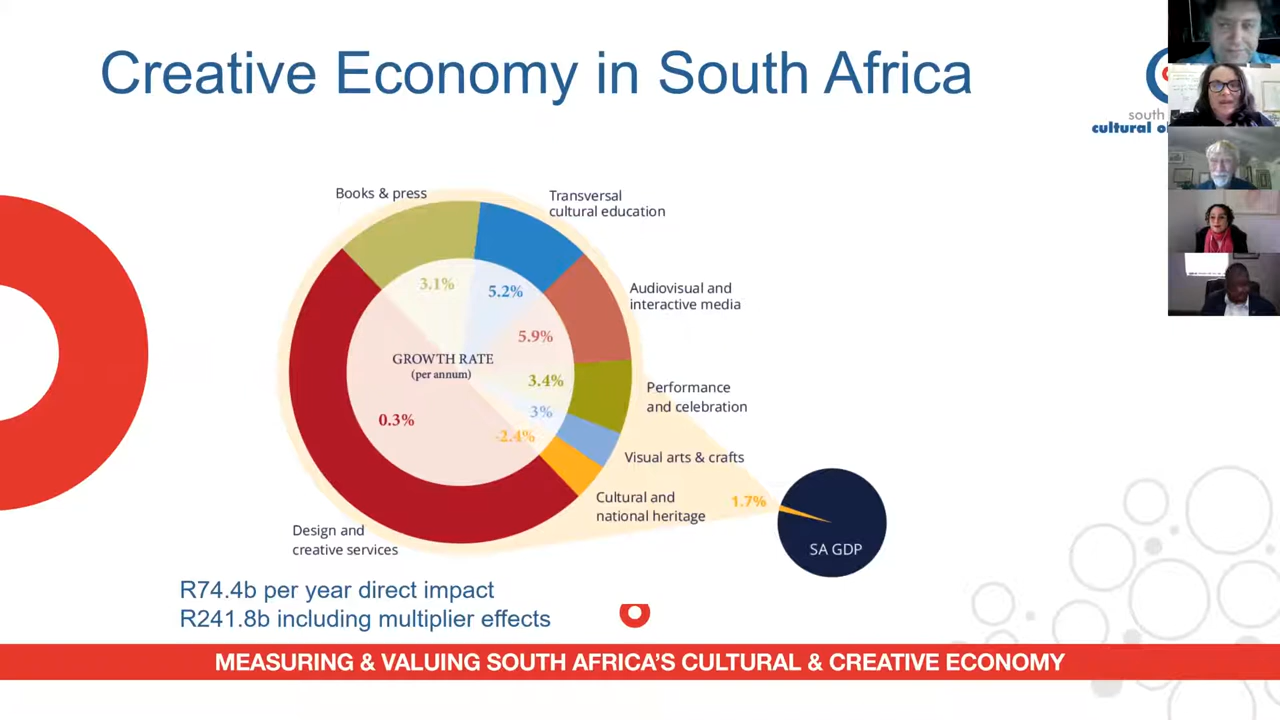 Creative Economy in South Africa
south
cultural
Books & press
Transversal
cultural education
Audiovisual and
interactive media
Performance
and celebration
Visual arts & crafts
Cultural and
national heritage
Design and
creative services
3.1%
5.2%
5.9%
3.4%
3%
-2.4%
0.3%
GROWTH RATE
(per annum)
1.7%
SA GDP
R74.4b per year direct impact
R241.8b including multiplier effects
MEASURING & VALUING SOUTH AFRICA'S CULTURAL & CREATIVE ECONOMY